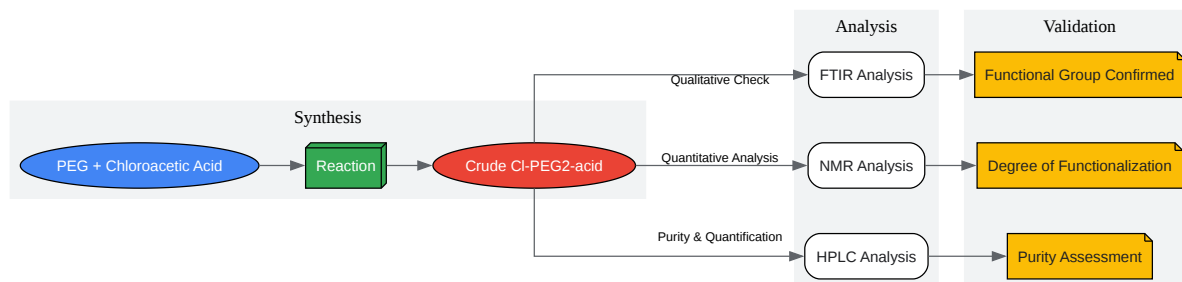 Analysis
Validation
Synthesis
PEG + Chloroacetic Acid
Reaction
Crude Cl-PEG2-acid
Qualitative Check
FTIR Analysis
Functional Group Confirmed
Quantitative Analysis
NMR Analysis
Degree of Functionalization
Purity & Quantification
HPLC Analysis
Purity Assessment